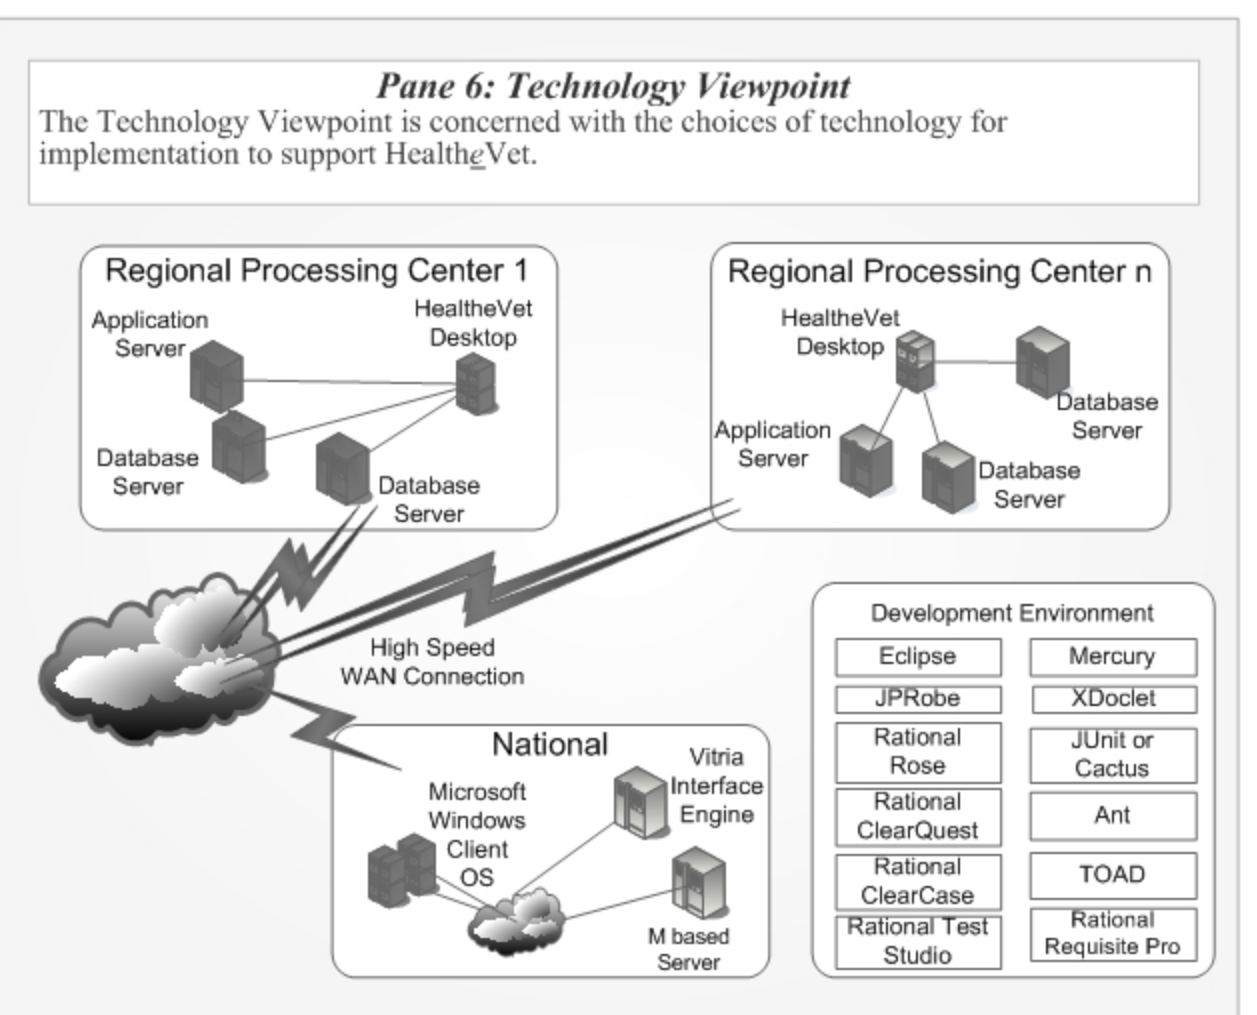 Pane 6: Technology Viewpoint
The Technology Viewpoint is concerned with the choices of technology for
implementation to support HealtheVet.
Regional Processing Center 1
Application
Server
HealtheVet
Desktop
Database
Server
Database
Server
Regional Processing Center n
HealtheVet
Desktop
Database
Server
Application
Server
Database
Server
High Speed
WAN Connection
National
Microsoft
Windows
Client
OS
Vitria
Interface
Engine
M based
Server
Development Environment
Eclipse
Mercury
JPRobe
XDoclet
Rational
Rose
JUnit or
Cactus
Rational
ClearQuest
Ant
Rational
ClearCase
TOAD
Rational Test
Studio
Rational
Requisite Pro